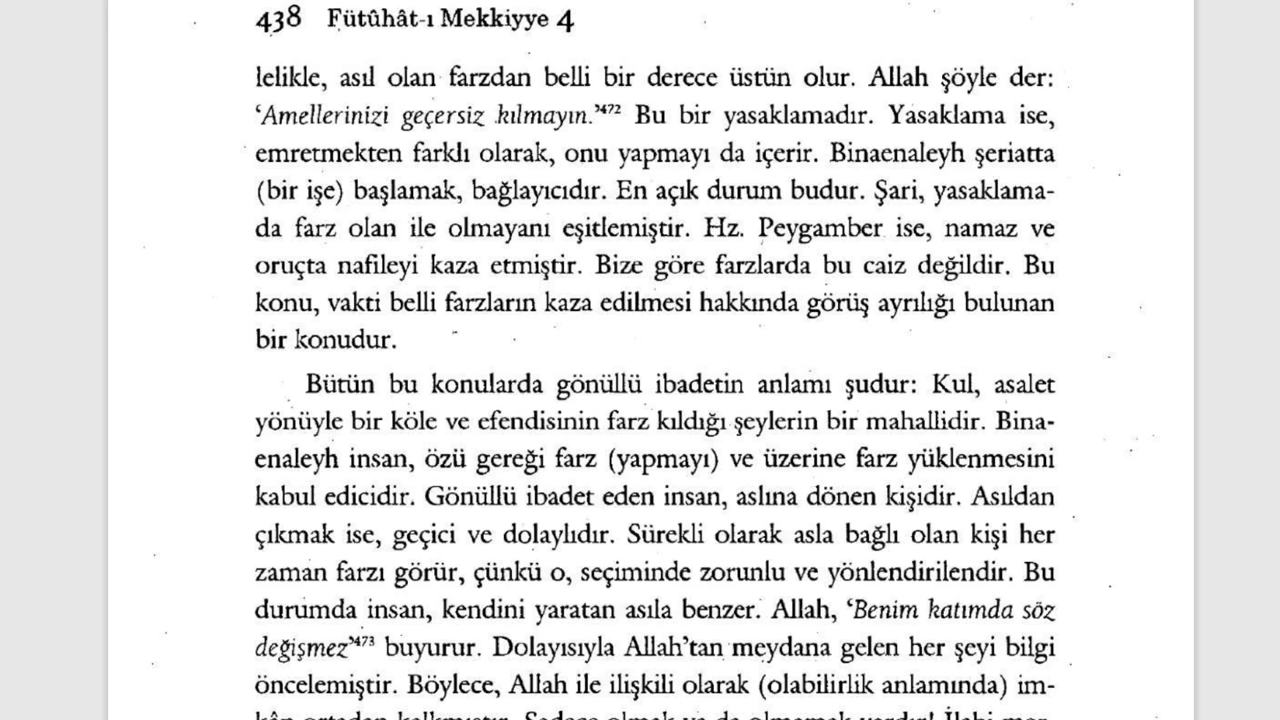 438 Fütûhât-ı Mekkiyye 4
lelikle, asıl olan farzdan belli bir derece üstün olur. Allah şöyle der:
‘Amellerinizi geçersiz kılmayın.’⁴⁷² Bu bir yasaklamadır. Yasaklama ise,
emretmekten farklı olarak, onu yapmayı da içerir. Binaenaleyh şeriatta
(bir işe) başlamak, bağlayıcıdır. En açık durum budur. Şari, yasaklama-
da farz olan ile olmayanı eşitlemiştir. Hz. Peygamber ise, namaz ve
oruçta nafileyi kaza etmiştir. Bize göre farzlarda bu caiz değildir. Bu
konu, vakti belli farzların kaza edilmesi hakkında görüş ayrılığı bulunan
bir konudur.
Bütün bu konularda gönüllü ibadetin anlamı şudur: Kul, asalet
yönüyle bir köle ve efendisinin farz kıldığı şeylerin bir mahallidir. Bina-
enaleyh insan, özü gereği farz (yapmayı) ve üzerine farz yüklenmesini
kabul edicidir. Gönüllü ibadet eden insan, aslına dönen kişidir. Asıldan
çıkmak ise, geçici ve dolaylıdır. Sürekli olarak asla bağlı olan kişi her
zaman farzı görür, çünkü o, seçiminde zorunlu ve yönlendirilendir. Bu
durumda insan, kendini yaratan asıla benzer. Allah, ‘Benim katımda söz
değişmez’⁴⁷³ buyurur. Dolayısıyla Allah’tan meydana gelen her şeyi bilgi
öncelemiştir. Böylece, Allah ile ilişkili olarak (olabilirlik anlamında) im-